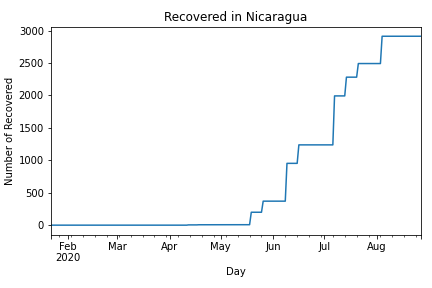 Recovered in Nicaragua
Number of Recovered
3000
2500
2000
1500
1000
500
0
Feb Mar Apr May Jun Jul Aug
2020
Day